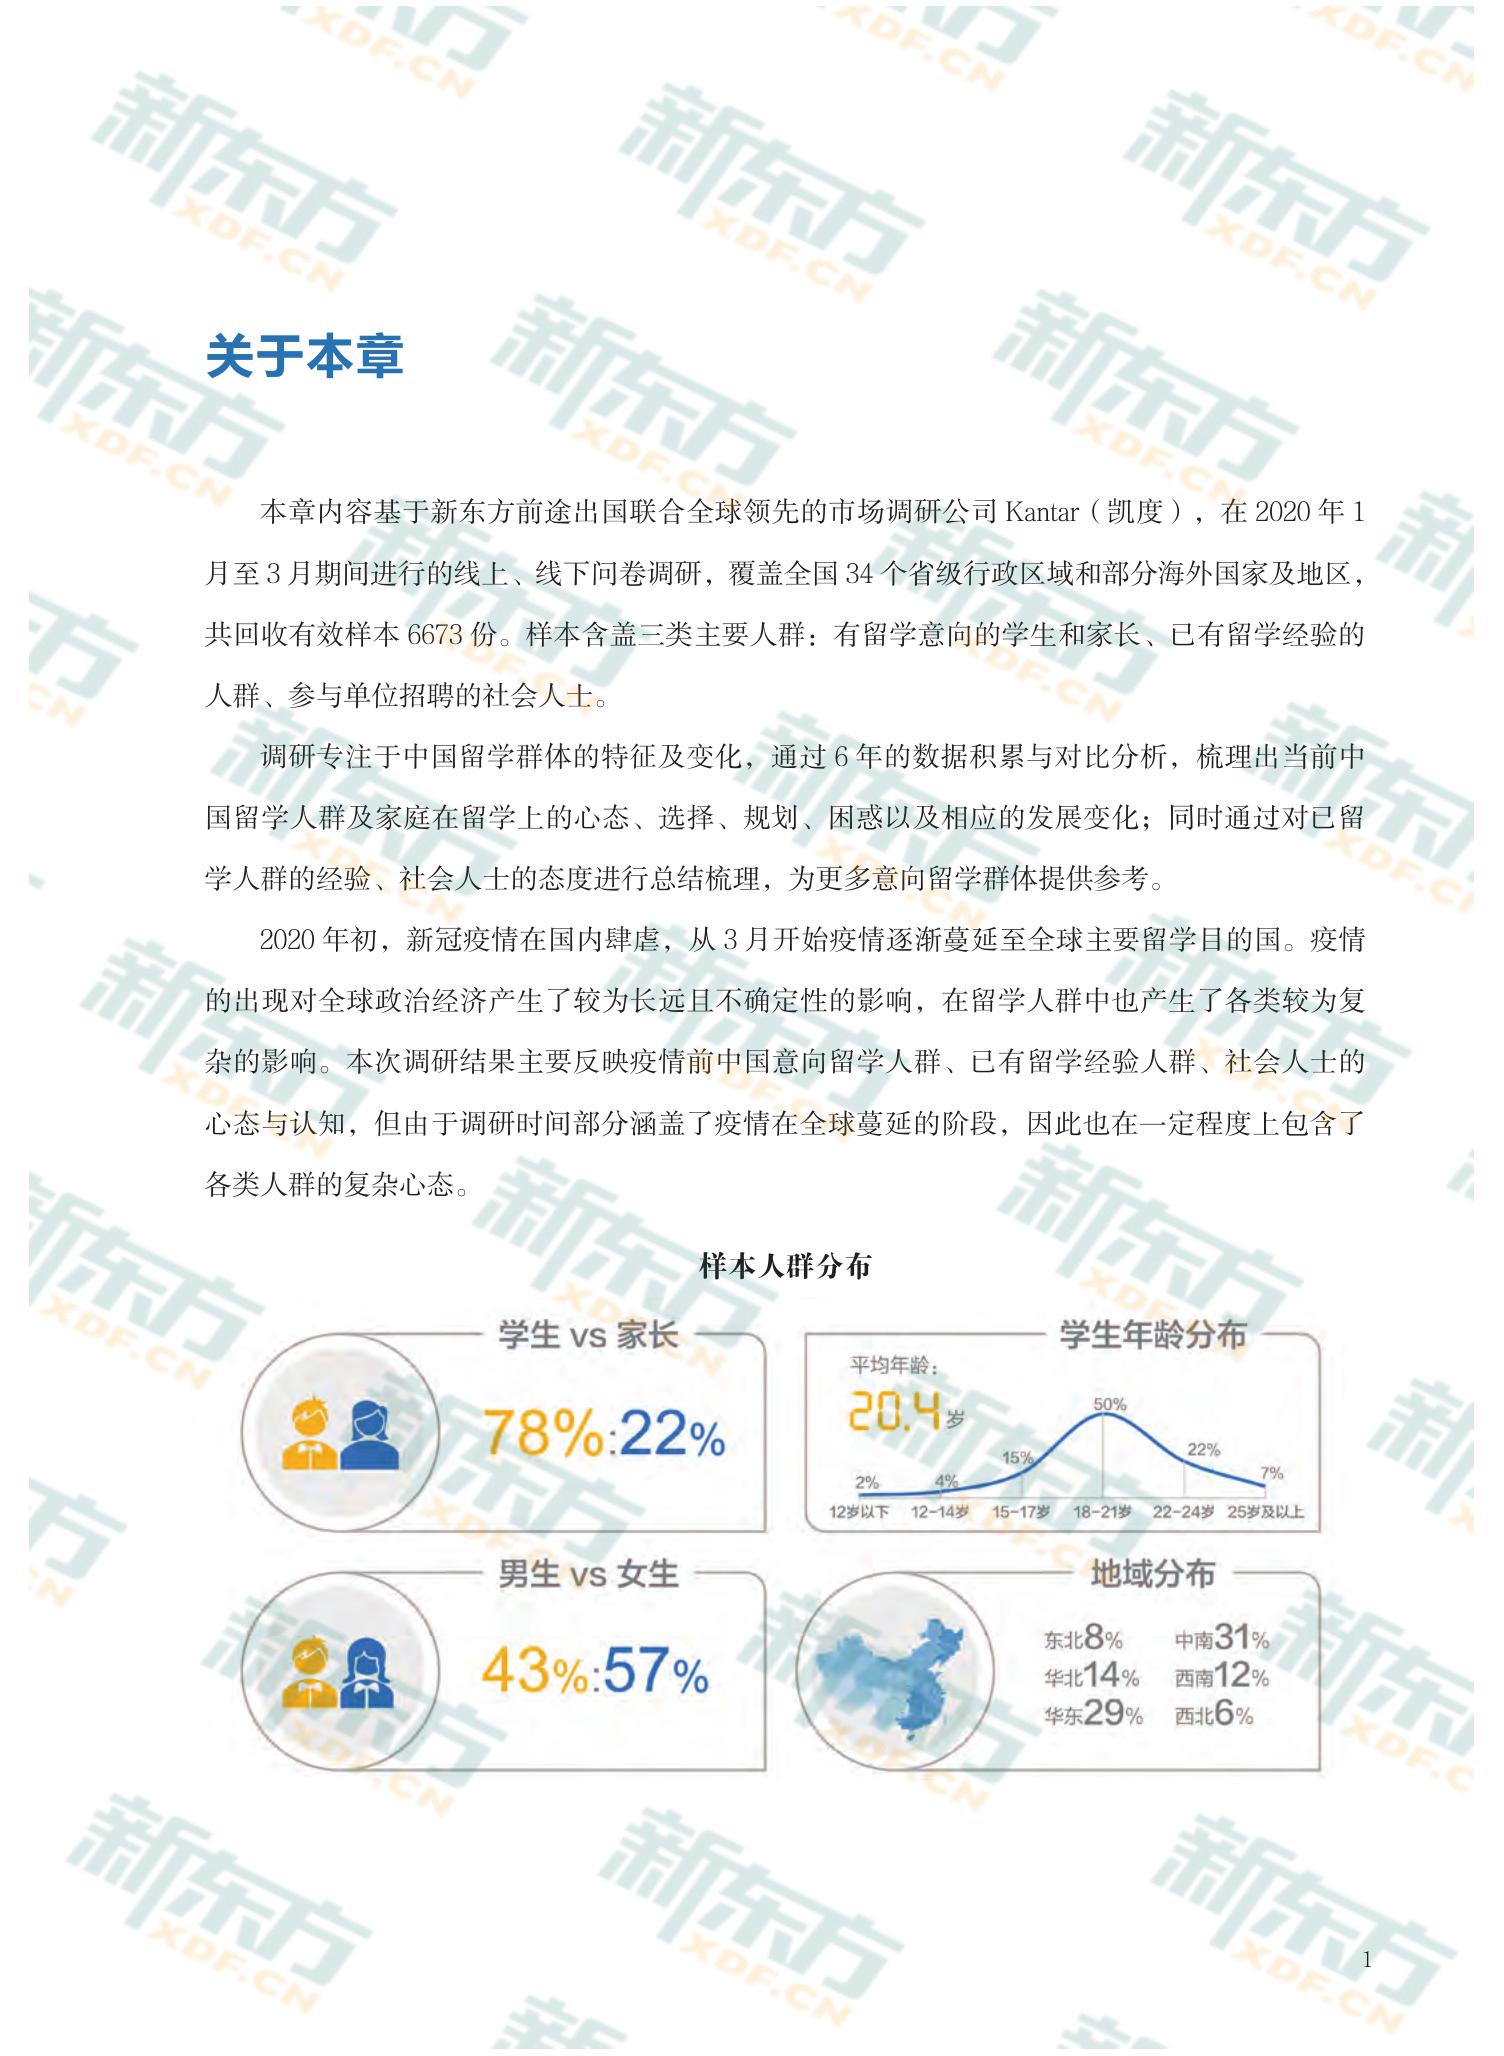 关于本章
本章内容基于新东方前途出国联合全球领先的市场调研公司 Kantar（凯度），在 2020 年 1
月至 3 月期间进行的线上、线下问卷调研，覆盖全国 34 个省级行政区域和部分海外国家及地区，
共回收有效样本 6673 份。样本含盖三类主要人群：有留学意向的学生和家长、已有留学经验的
人群、参与单位招聘的社会人士。
调研专注于中国留学群体的特征及变化，通过 6 年的数据积累与对比分析，梳理出当前中
国留学人群及家庭在留学上的心态、选择、规划、困惑以及相应的发展变化；同时通过对已留
学人群的经验、社会人士的态度进行总结梳理，为更多意向留学群体提供参考。
2020 年初，新冠疫情在国内肆虐，从 3 月开始疫情逐渐蔓延至全球主要留学目的国。疫情
的出现对全球政治经济产生了较为长远且不确定性的影响，在留学人群中也产生了各类较为复
杂的影响。本次调研结果主要反映疫情前中国意向留学人群、已有留学经验人群、社会人士的
心态与认知，但由于调研时间部分涵盖了疫情在全球蔓延的阶段，因此也在一定程度上包含了
各类人群的复杂心态。
样本人群分布
学生 vs 家长
78%:22%
学生年龄分布
平均年龄：
20.4岁
2% 4% 15% 50% 22% 7%
12岁以下 12-14岁 15-17岁 18-21岁 22-24岁 25岁及以上
男生 vs 女生
43%:57%
地域分布
东北8% 中南31%
华北14% 西南12%
华东29% 西北6%
1
新东方
XDF.CN